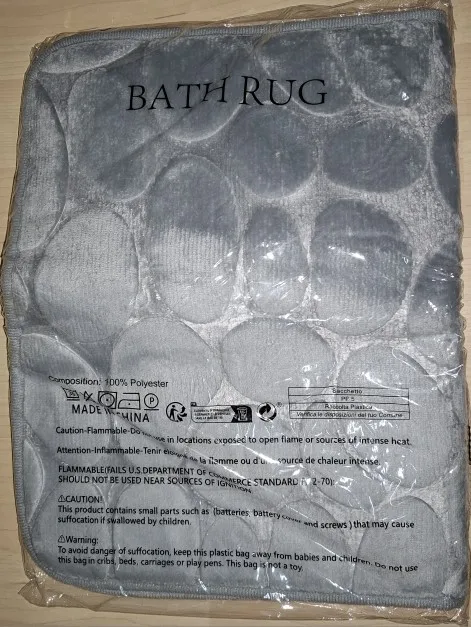 BATH RUG
Composition: 100% Polyester
MADE IN CHINA
Sacchetto
PP 5
Raccolta Plastica
Verifica le disposizioni del tuo Comune
Caution-Flammable-Do not use in locations exposed to open flame or sources of intense heat.
Attention-Inflammable-Tenir éloigné de la flamme ou d'une source de chaleur intense.
FLAMMABLE(FAILS U.S.DEPARTMENT OF COMMERCE STANDARD 2-70):
SHOULD NOT BE USED NEAR SOURCES OF IGNITION.
⚠CAUTION!
This product contains small parts such as (batteries, battery cover and screws) that may cause
suffocation if swallowed by children.
⚠Warning:
To avoid danger of suffocation, keep this plastic bag away from babies and children. Do not use
this bag in cribs, beds, carriages or play pens. This bag is not a toy.